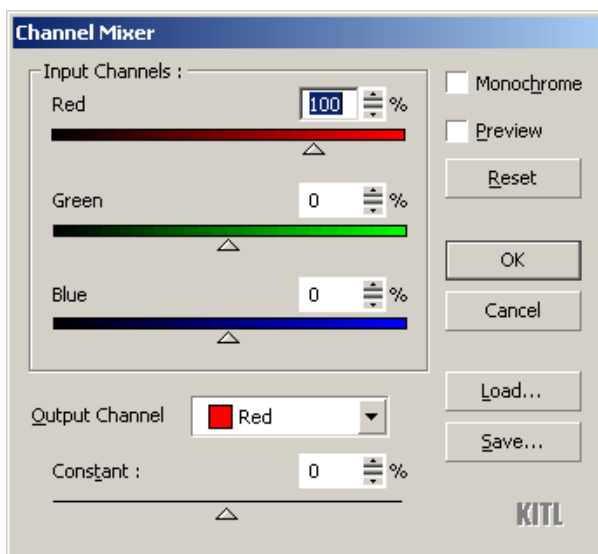 Channel Mixer
Input Channels :
Red 100 %
Green 0 %
Blue 0 %
Output Channel Red
Constant : 0 %
Monochrome
Preview
Reset
OK
Cancel
Load...
Save...
KITL